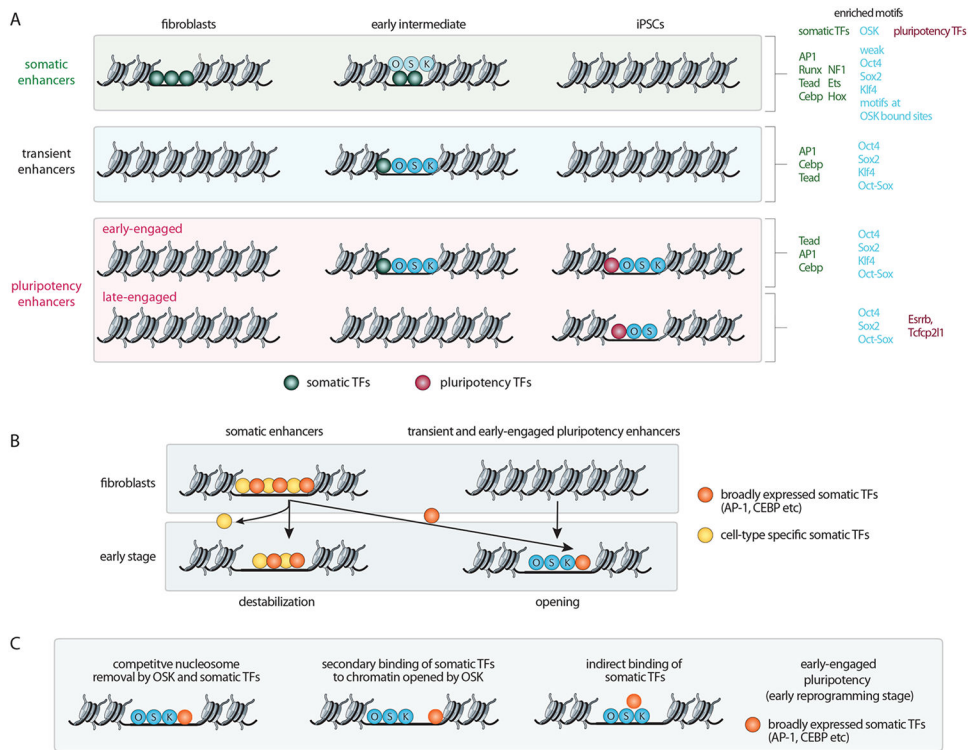 A
fibroblasts
early intermediate
iPSCs
enriched motifs
somatic TFs
OSK
pluripotency TFs
somatic
enhancers
O S K
AP1
Runx NF1
Tead Ets
Cebp Hox
weak
Oct4
Sox2
Klf4
motifs at
OSK bound sites
transient
enhancers
O S K
AP1
Cebp
Tead
Oct4
Sox2
Klf4
Oct-Sox
pluripotency
enhancers
early-engaged
O S K
O S K
Tead
AP1
Cebp
Oct4
Sox2
Klf4
Oct-Sox
late-engaged
O S
Oct4
Sox2
Oct-Sox
Esrrb,
Tcfcp2l1
somatic TFs
pluripotency TFs
B
somatic enhancers
transient and early-engaged pluripotency enhancers
fibroblasts
early stage
O S K
destabilization
opening
broadly expressed somatic TFs
(AP-1, CEBP etc)
cell-type specific somatic TFs
C
competitve nucleosome
removal by OSK and somatic TFs
O S K
secondary binding of somatic TFs
to chromatin opened by OSK
O S K
indirect binding of
somatic TFs
O S K
early-engaged
pluripotency
(early reprogramming stage)
broadly expressed somatic TFs
(AP-1, CEBP etc)